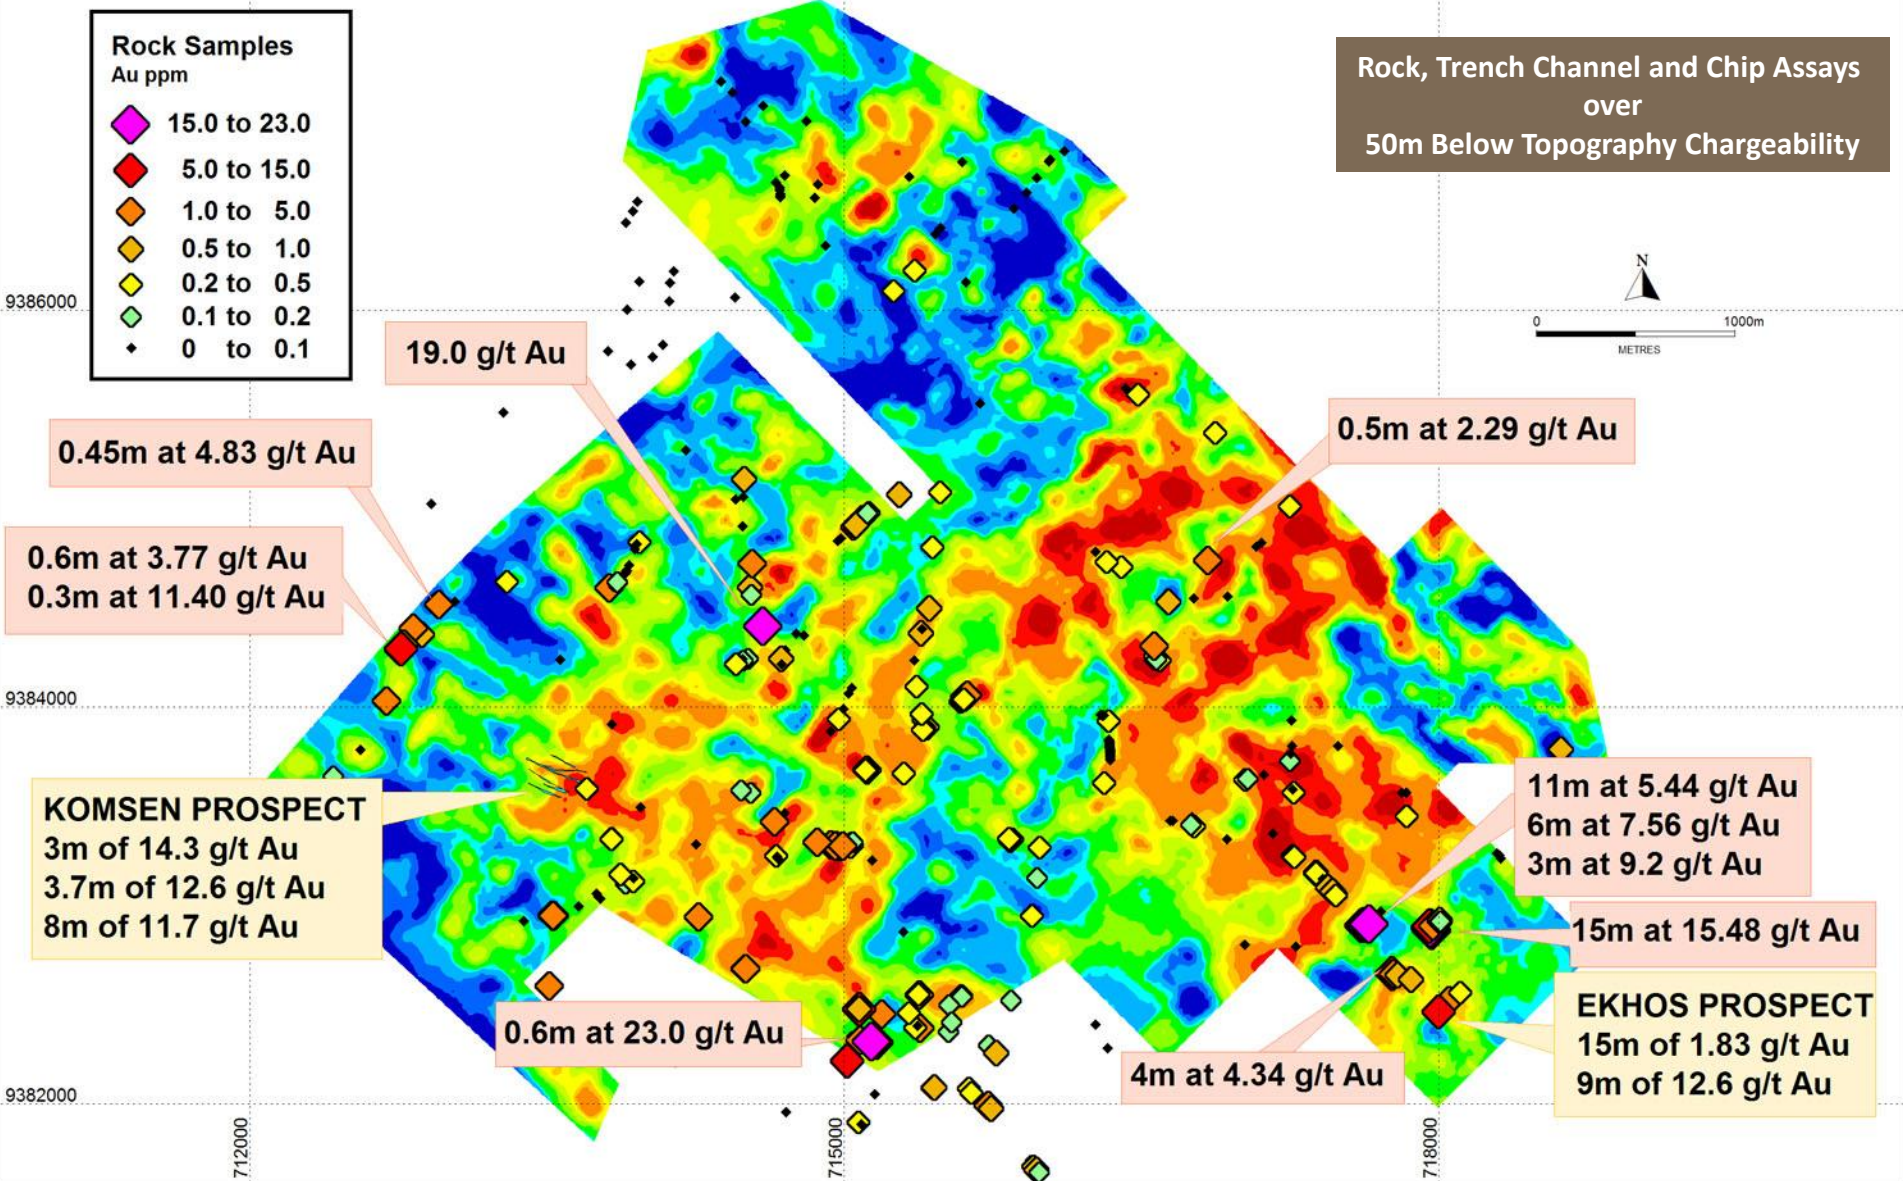 Rock Samples
Au ppm
15.0 to 23.0
5.0 to 15.0
1.0 to 5.0
0.5 to 1.0
0.2 to 0.5
0.1 to 0.2
0 to 0.1
Rock, Trench Channel and Chip Assays
over
50m Below Topography Chargeability
N
0 1000m
METRES
9386000
19.0 g/t Au
0.45m at 4.83 g/t Au
0.5m at 2.29 g/t Au
0.6m at 3.77 g/t Au
0.3m at 11.40 g/t Au
9384000
KOMSEN PROSPECT
3m of 14.3 g/t Au
3.7m of 12.6 g/t Au
8m of 11.7 g/t Au
11m at 5.44 g/t Au
6m at 7.56 g/t Au
3m at 9.2 g/t Au
15m at 15.48 g/t Au
EKHOS PROSPECT
15m of 1.83 g/t Au
9m of 12.6 g/t Au
0.6m at 23.0 g/t Au
4m at 4.34 g/t Au
9382000
712000
715000
718000